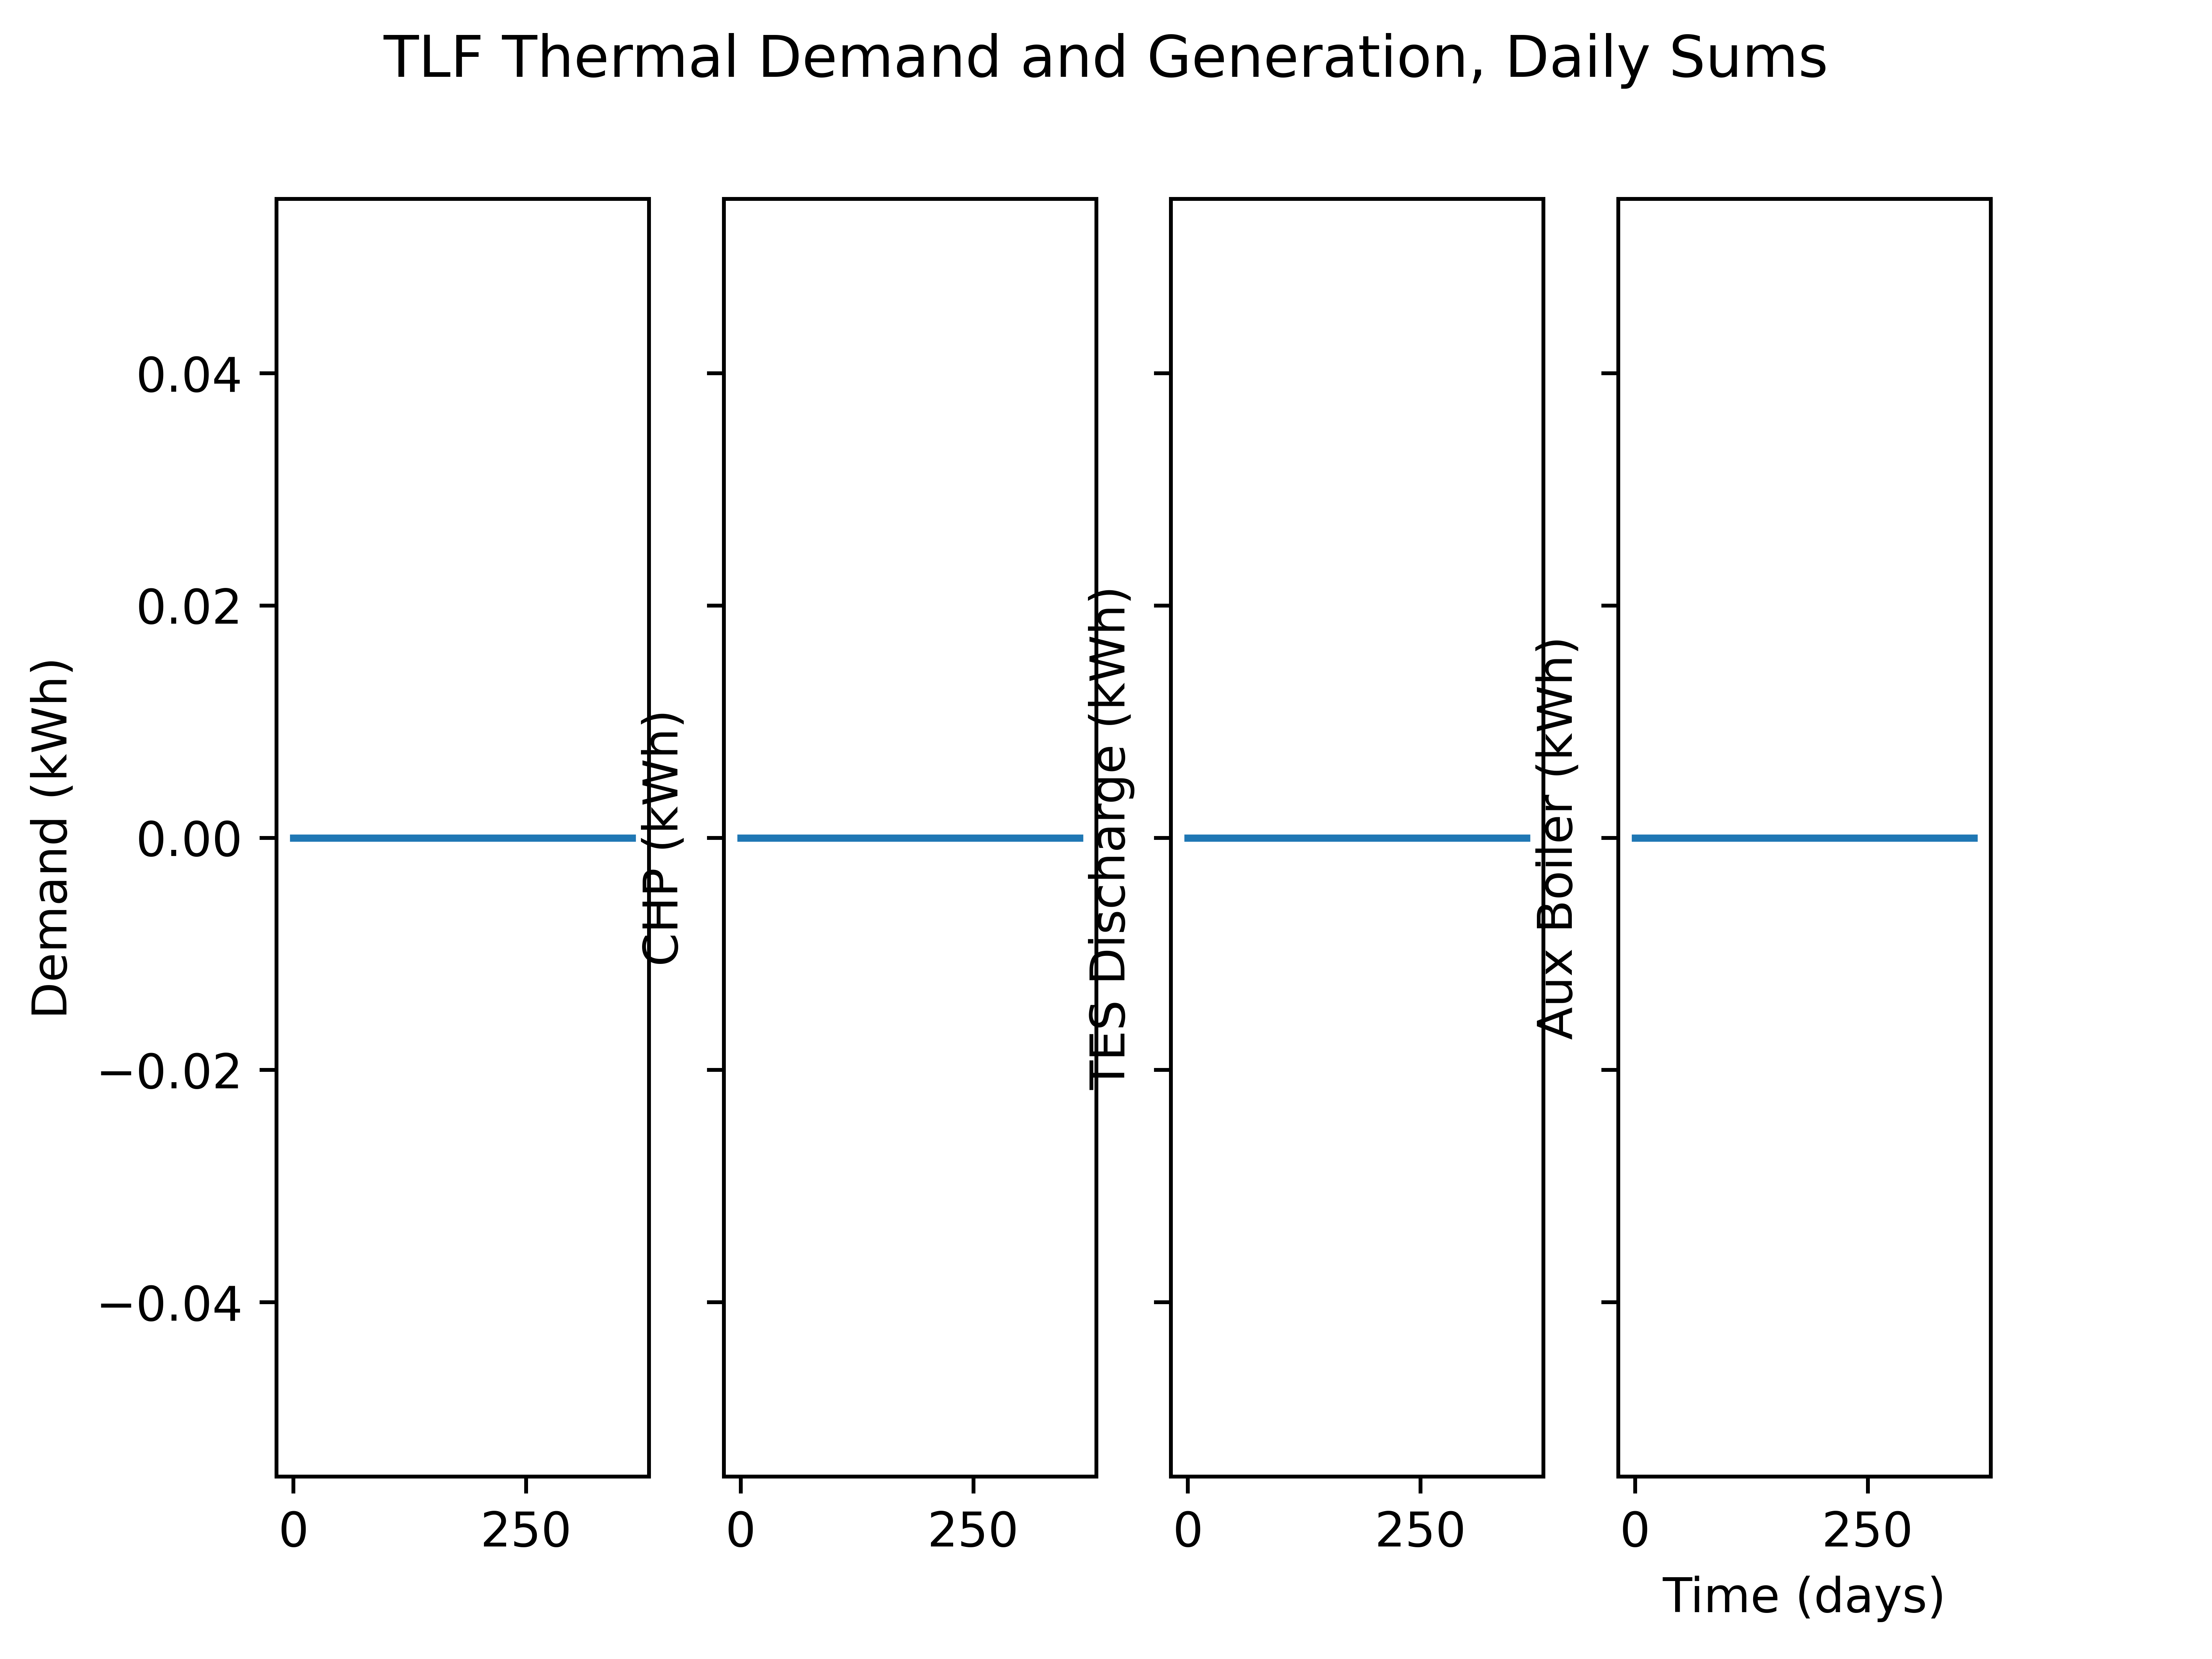 TLF Thermal Demand and Generation, Daily Sums
Demand (kWh)
0.04
0.02
0.00
−0.02
−0.04
CHP (kWh)
TES Discharge (kWh)
Aux Boiler (kWh)
0 250 0 250 0 250 0 250
Time (days)